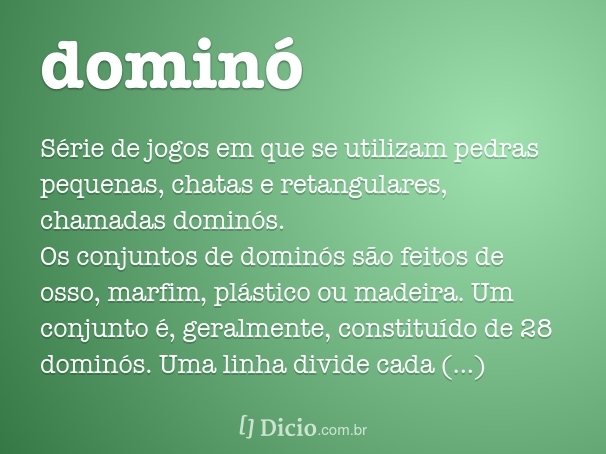 dominó
Série de jogos em que se utilizam pedras
pequenas, chatas e retangulares,
chamadas dominós.
Os conjuntos de dominós são feitos de
osso, marfim, plástico ou madeira. Um
conjunto é, geralmente, constituído de 28
dominós. Uma linha divide cada (...)
[] Dicio.com.br